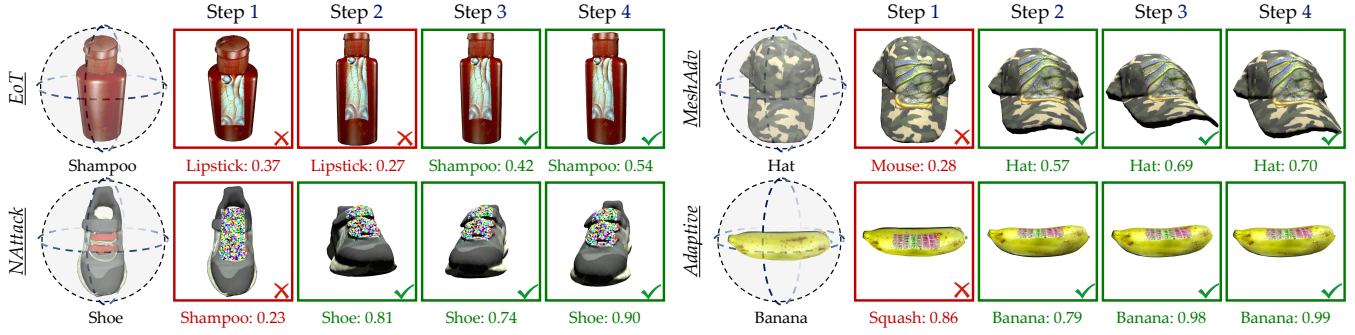 Step 1 Step 2 Step 3 Step 4 Step 1 Step 2 Step 3 Step 4
EoT
MeshAdv
Shampoo Lipstick: 0.37 Lipstick: 0.27 Shampoo: 0.42 Shampoo: 0.54 Hat Mouse: 0.28 Hat: 0.57 Hat: 0.69 Hat: 0.70
NAttack
Adaptive
Shoe Shampoo: 0.23 Shoe: 0.81 Shoe: 0.74 Shoe: 0.90 Banana Squash: 0.86 Banana: 0.79 Banana: 0.98 Banana: 0.99